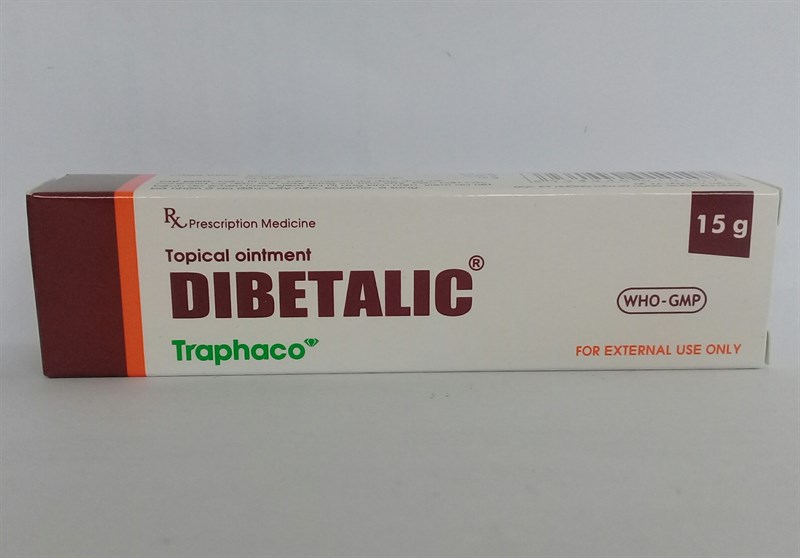 Rx Prescription Medicine
15 g
Topical ointment
DIBETALIC®
WHO-GMP
Traphaco
FOR EXTERNAL USE ONLY